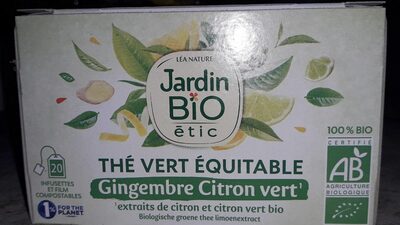 LÉA NATURE
Jardin
BiO
ētic
100% BIO
CERTIFIÉ
AB
AGRICULTURE
BIOLOGIQUE
THÉ VERT ÉQUITABLE
Gingembre Citron vert¹
¹extraits de citron et citron vert bio
Biologische groene thee limoenextract
20
INFUSETTES
ET FILM
COMPOSTABLES
1%
FOR THE
PLANET